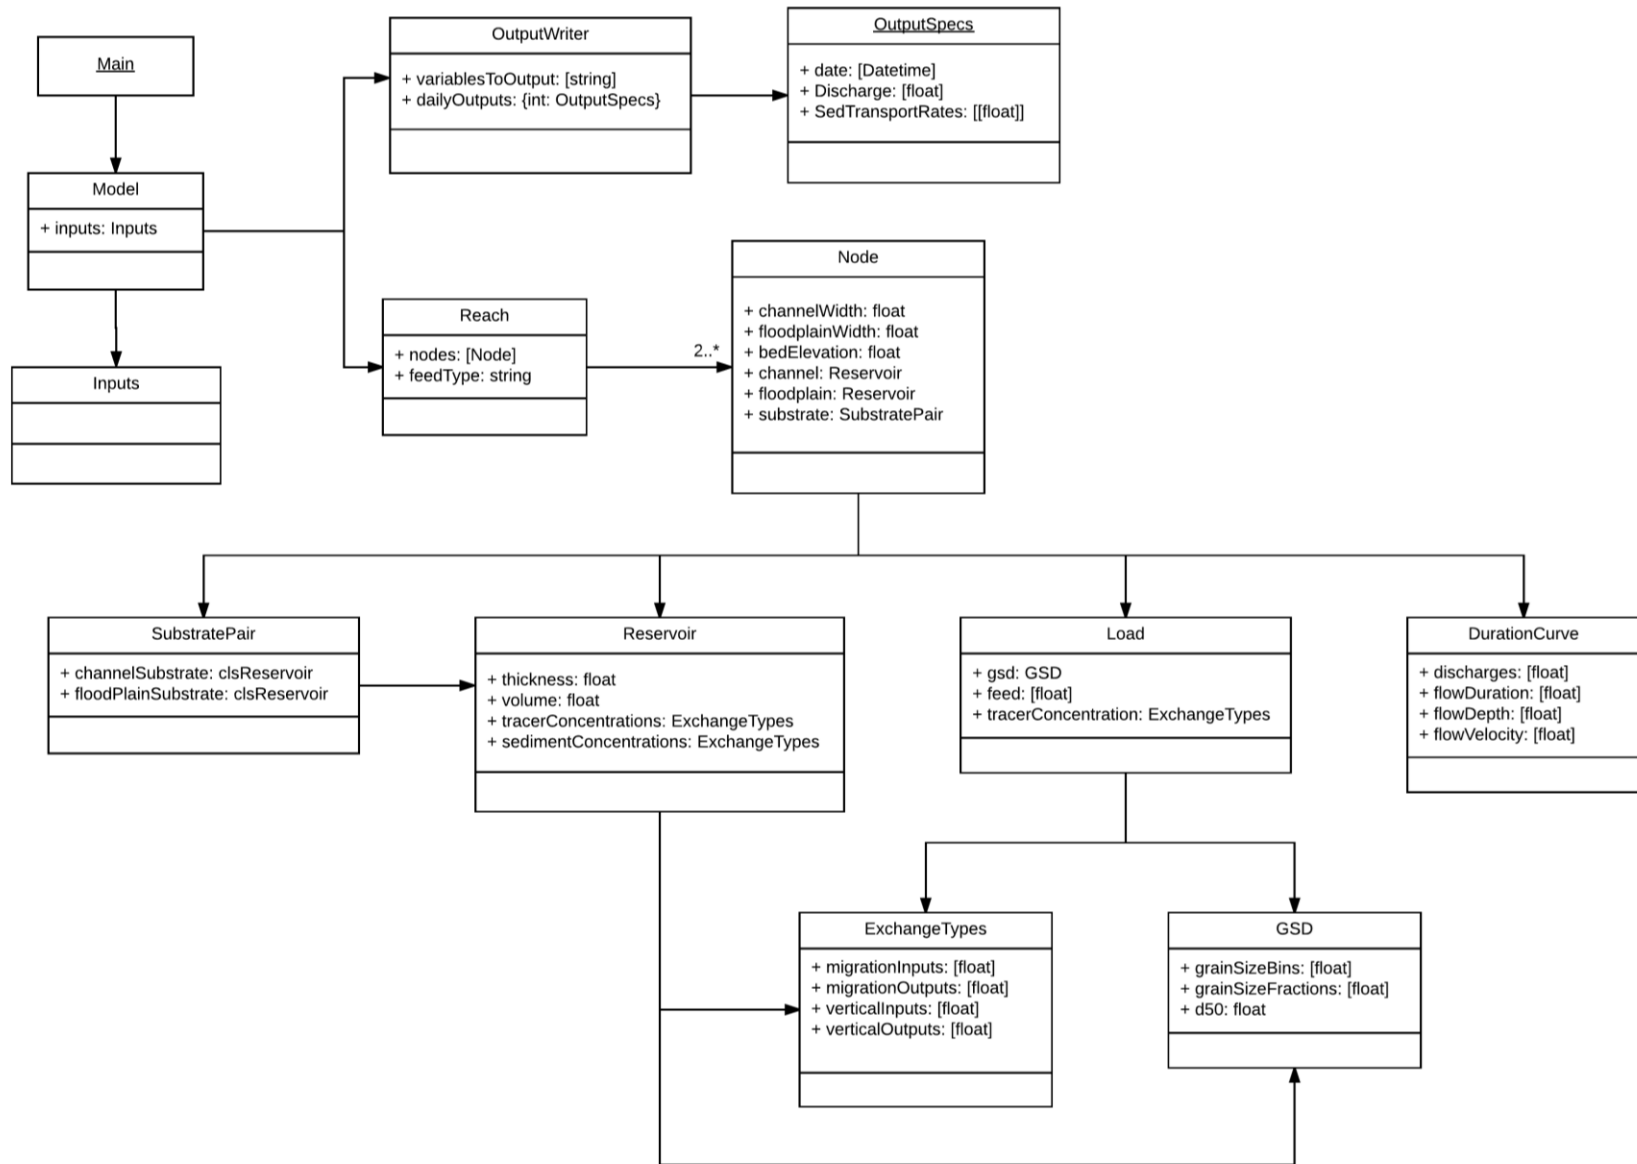 Main
OutputWriter
+ variablesToOutput: [string]
+ dailyOutputs: {int: OutputSpecs}
OutputSpecs
+ date: [Datetime]
+ Discharge: [float]
+ SedTransportRates: [[float]]
Model
+ inputs: Inputs
Inputs
Reach
+ nodes: [Node]
+ feedType: string
2..*
Node
+ channelWidth: float
+ floodplainWidth: float
+ bedElevation: float
+ channel: Reservoir
+ floodplain: Reservoir
+ substrate: SubstratePair
SubstratePair
+ channelSubstrate: clsReservoir
+ floodPlainSubstrate: clsReservoir
Reservoir
+ thickness: float
+ volume: float
+ tracerConcentrations: ExchangeTypes
+ sedimentConcentrations: ExchangeTypes
Load
+ gsd: GSD
+ feed: [float]
+ tracerConcentration: ExchangeTypes
DurationCurve
+ discharges: [float]
+ flowDuration: [float]
+ flowDepth: [float]
+ flowVelocity: [float]
ExchangeTypes
+ migrationInputs: [float]
+ migrationOutputs: [float]
+ verticalInputs: [float]
+ verticalOutputs: [float]
GSD
+ grainSizeBins: [float]
+ grainSizeFractions: [float]
+ d50: float